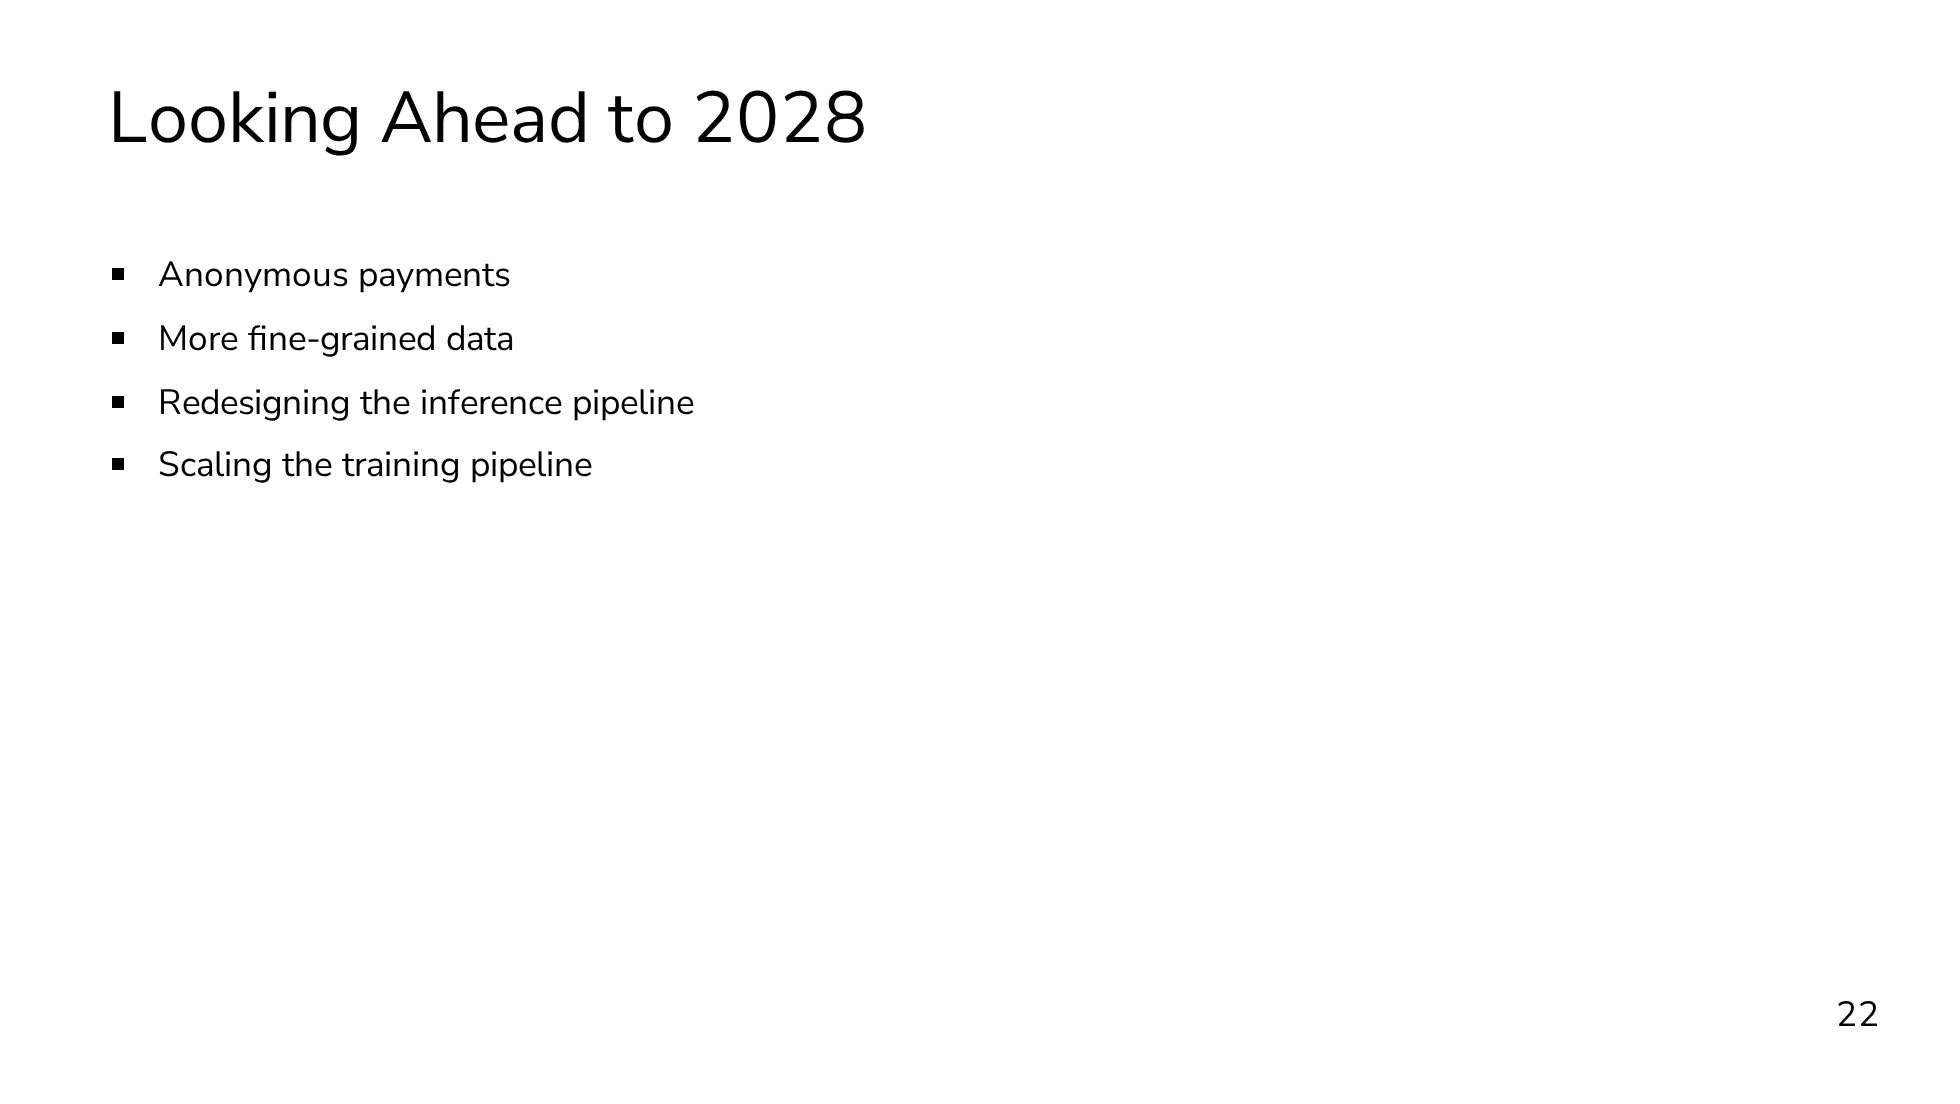 Looking Ahead to 2028
▪ Anonymous payments
▪ More fine-grained data
▪ Redesigning the inference pipeline
▪ Scaling the training pipeline
22